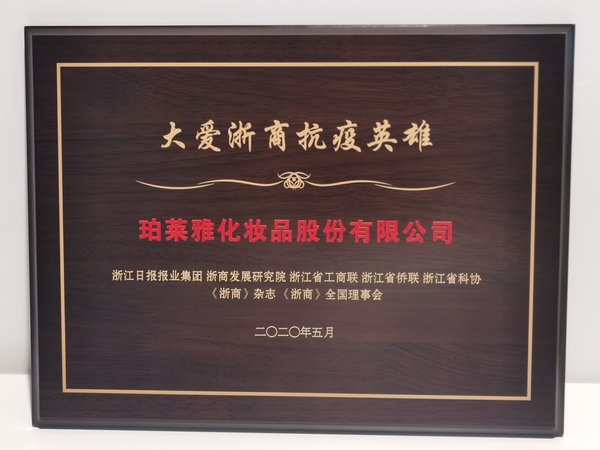 大爱浙商抗疫英雄
珀莱雅化妆品股份有限公司
浙江日报报业集团 浙商发展研究院 浙江省工商联 浙江省侨联 浙江省科协
《浙商》杂志 《浙商》全国理事会
二〇二〇年五月